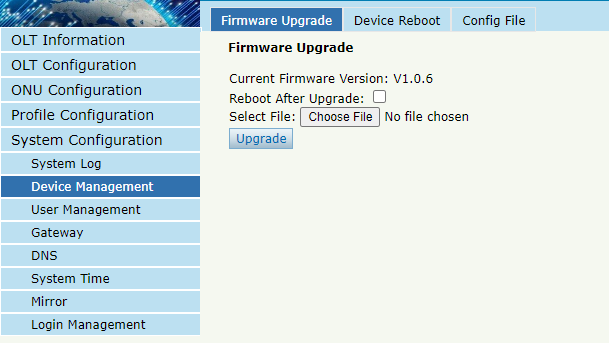 Firmware Upgrade Device Reboot Config File
OLT Information
OLT Configuration
ONU Configuration
Profile Configuration
System Configuration
System Log
Device Management
User Management
Gateway
DNS
System Time
Mirror
Login Management
Firmware Upgrade
Current Firmware Version: V1.0.6
Reboot After Upgrade:
Select File: Choose File No file chosen
Upgrade